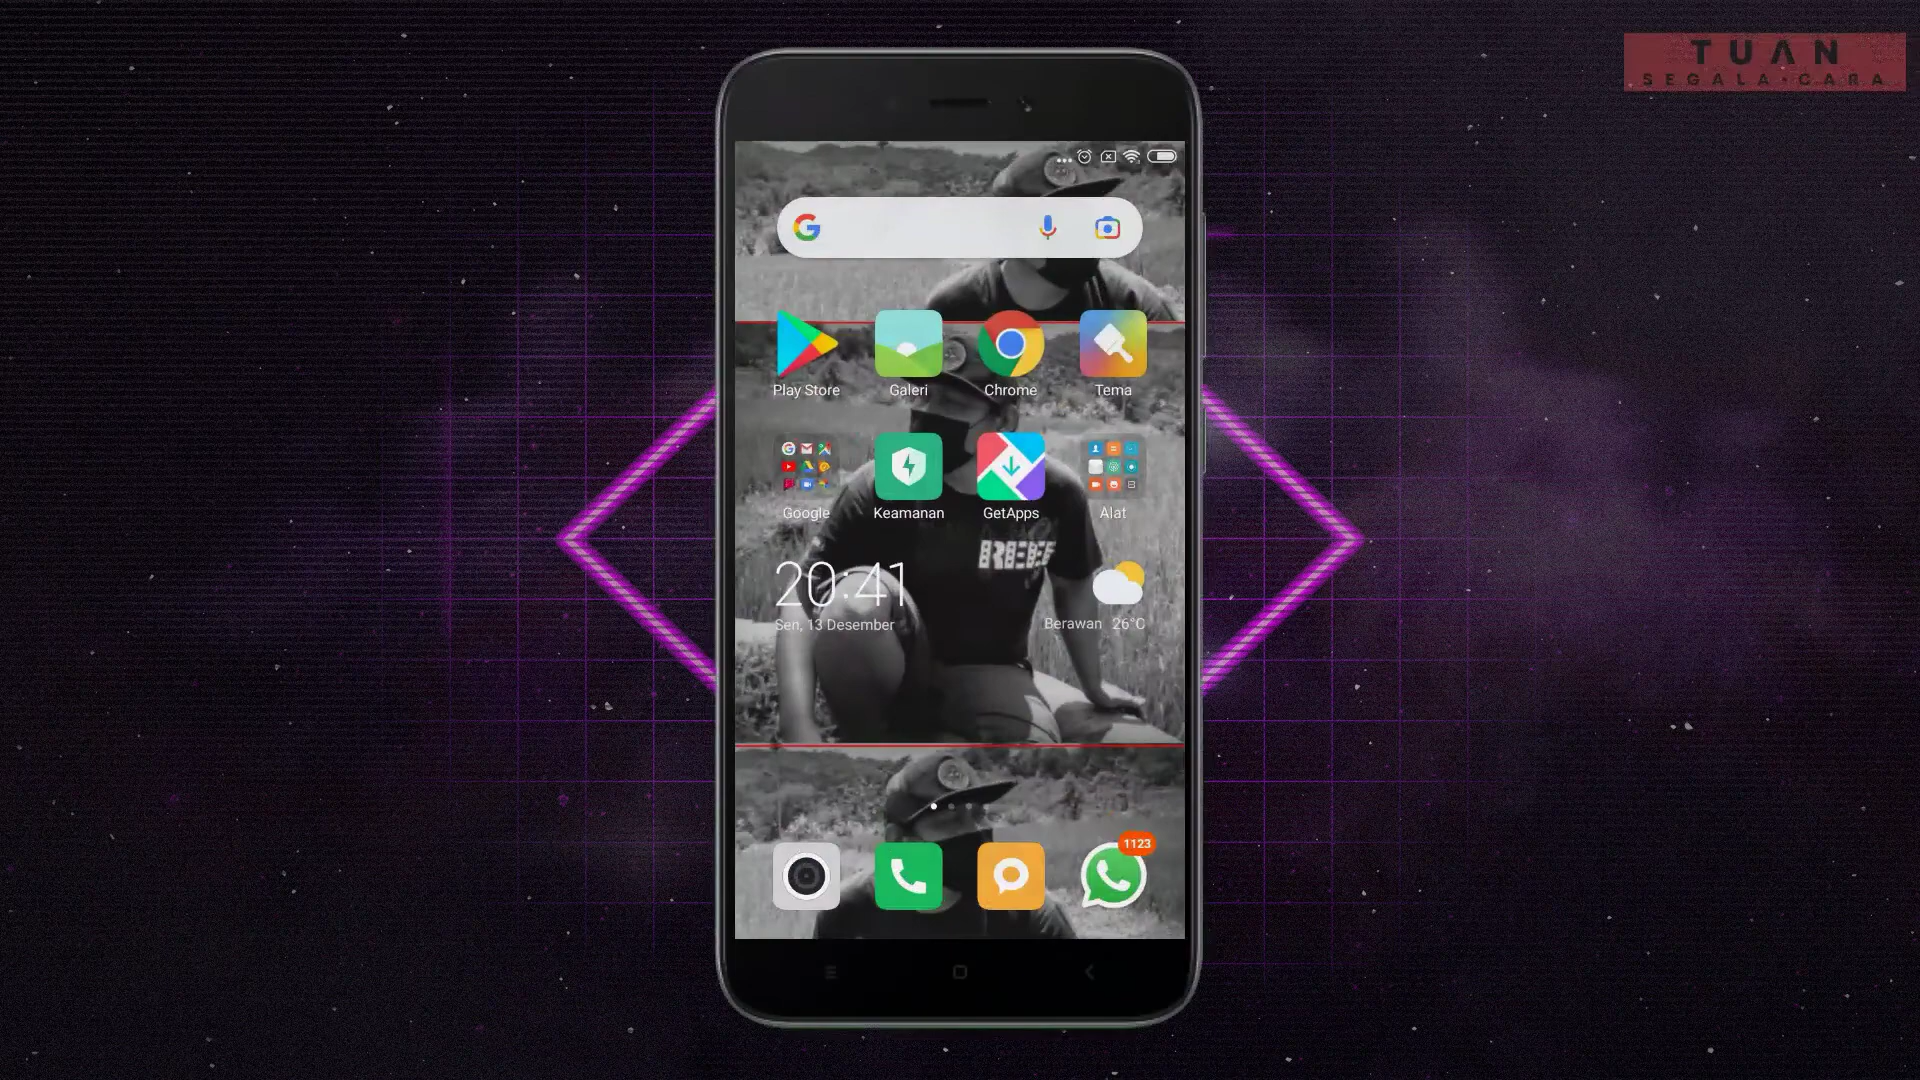 TUAN
SEGALA·CARA
Play Store
Galeri
Chrome
Tema
Google
Keamanan
GetApps
Alat
20:41
Sen, 13 Desember
Berawan 26°C
1123